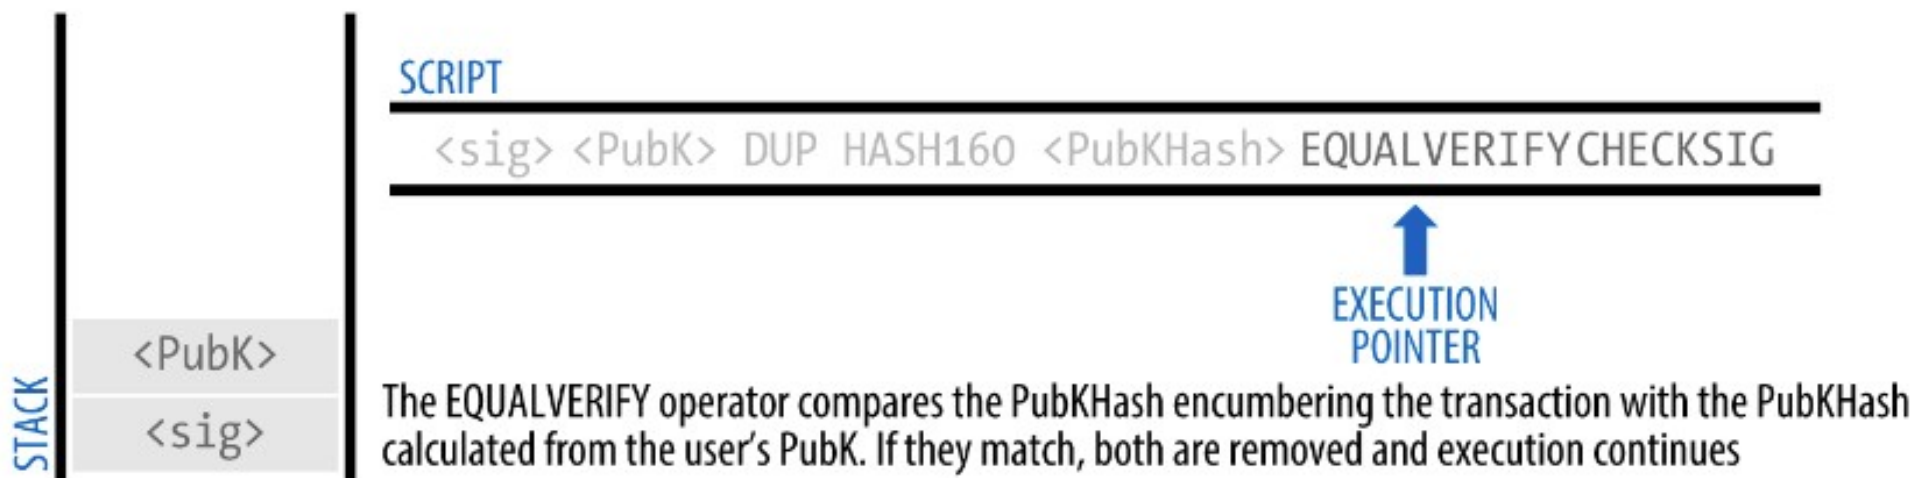 SCRIPT
<sig> <PubK> DUP HASH160 <PubKHash> EQUALVERIFY CHECKSIG
EXECUTION
POINTER
STACK
<PubK>
<sig>
The EQUALVERIFY operator compares the PubKHash encumbering the transaction with the PubKHash
calculated from the user's PubK. If they match, both are removed and execution continues